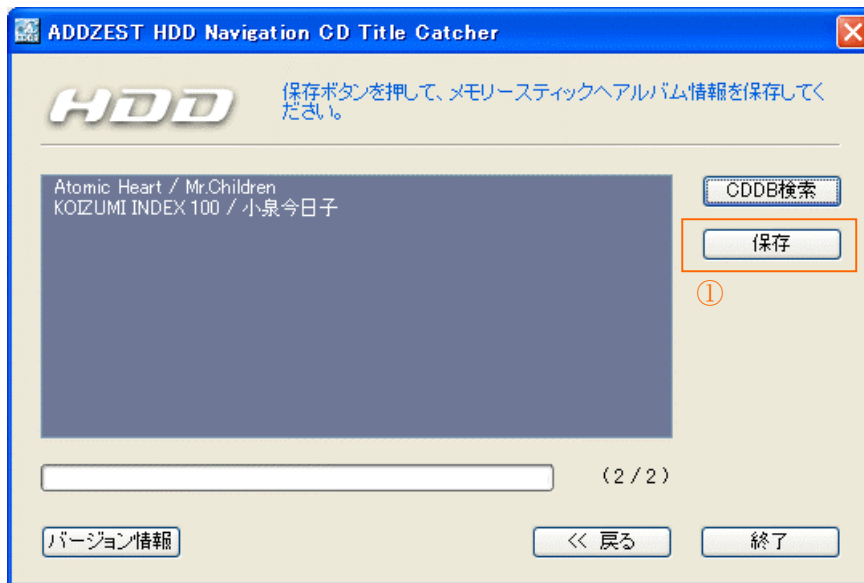 ADDZEST HDD Navigation CD Title Catcher
HDD
保存ボタンを押して、メモリースティックへアルバム情報を保存してく
ださい。
Atomic Heart / Mr.Children
KOIZUMI INDEX 100 / 小泉今日子
CDDB検索
保存
①
(2/2)
バージョン情報
<< 戻る
終了